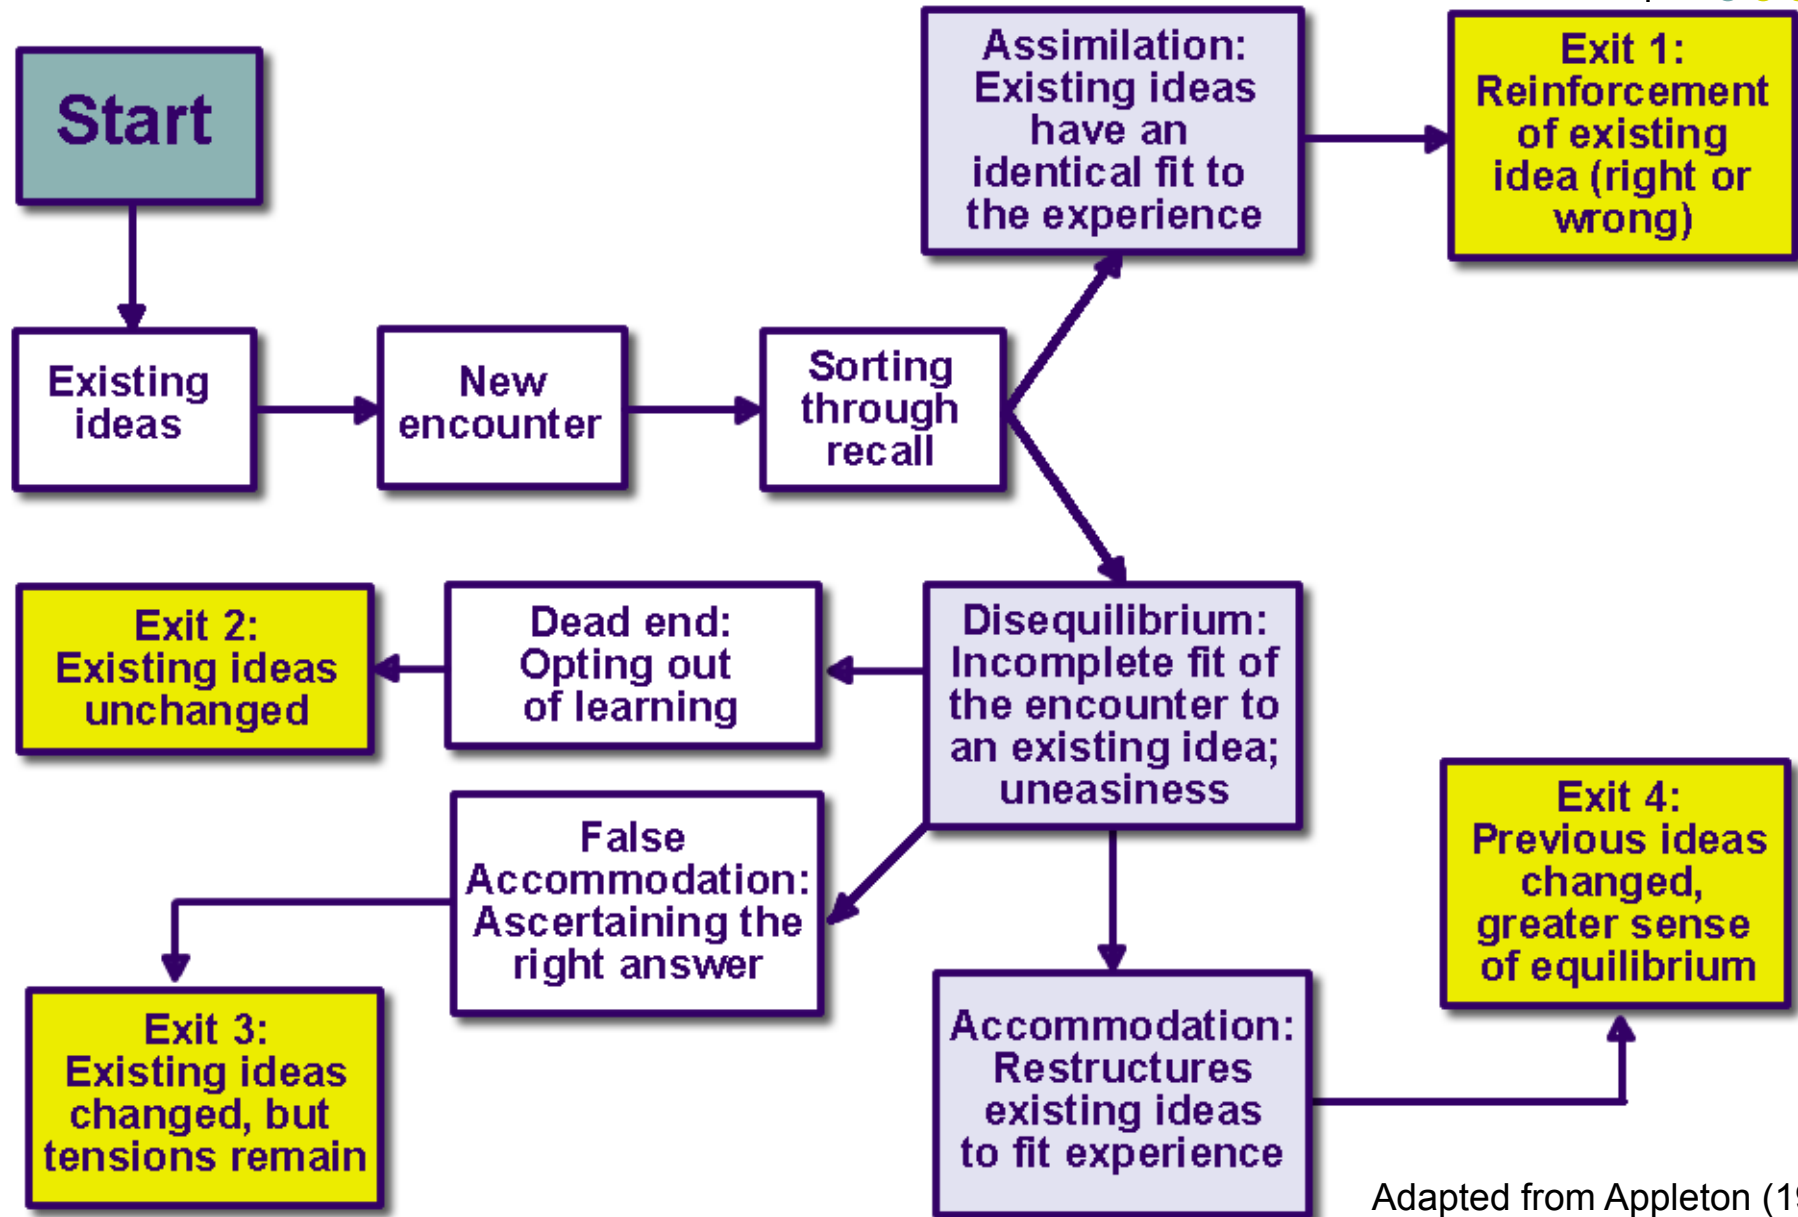 Start
Existing
ideas
New
encounter
Sorting
through
recall
Assimilation:
Existing ideas
have an
identical fit to
the experience
Exit 1:
Reinforcement
of existing
idea (right or
wrong)
Disequilibrium:
Incomplete fit of
the encounter to
an existing idea;
uneasiness
Dead end:
Opting out
of learning
Exit 2:
Existing ideas
unchanged
False
Accommodation:
Ascertaining the
right answer
Exit 3:
Existing ideas
changed, but
tensions remain
Accommodation:
Restructures
existing ideas
to fit experience
Exit 4:
Previous ideas
changed,
greater sense
of equilibrium
Adapted from Appleton (19